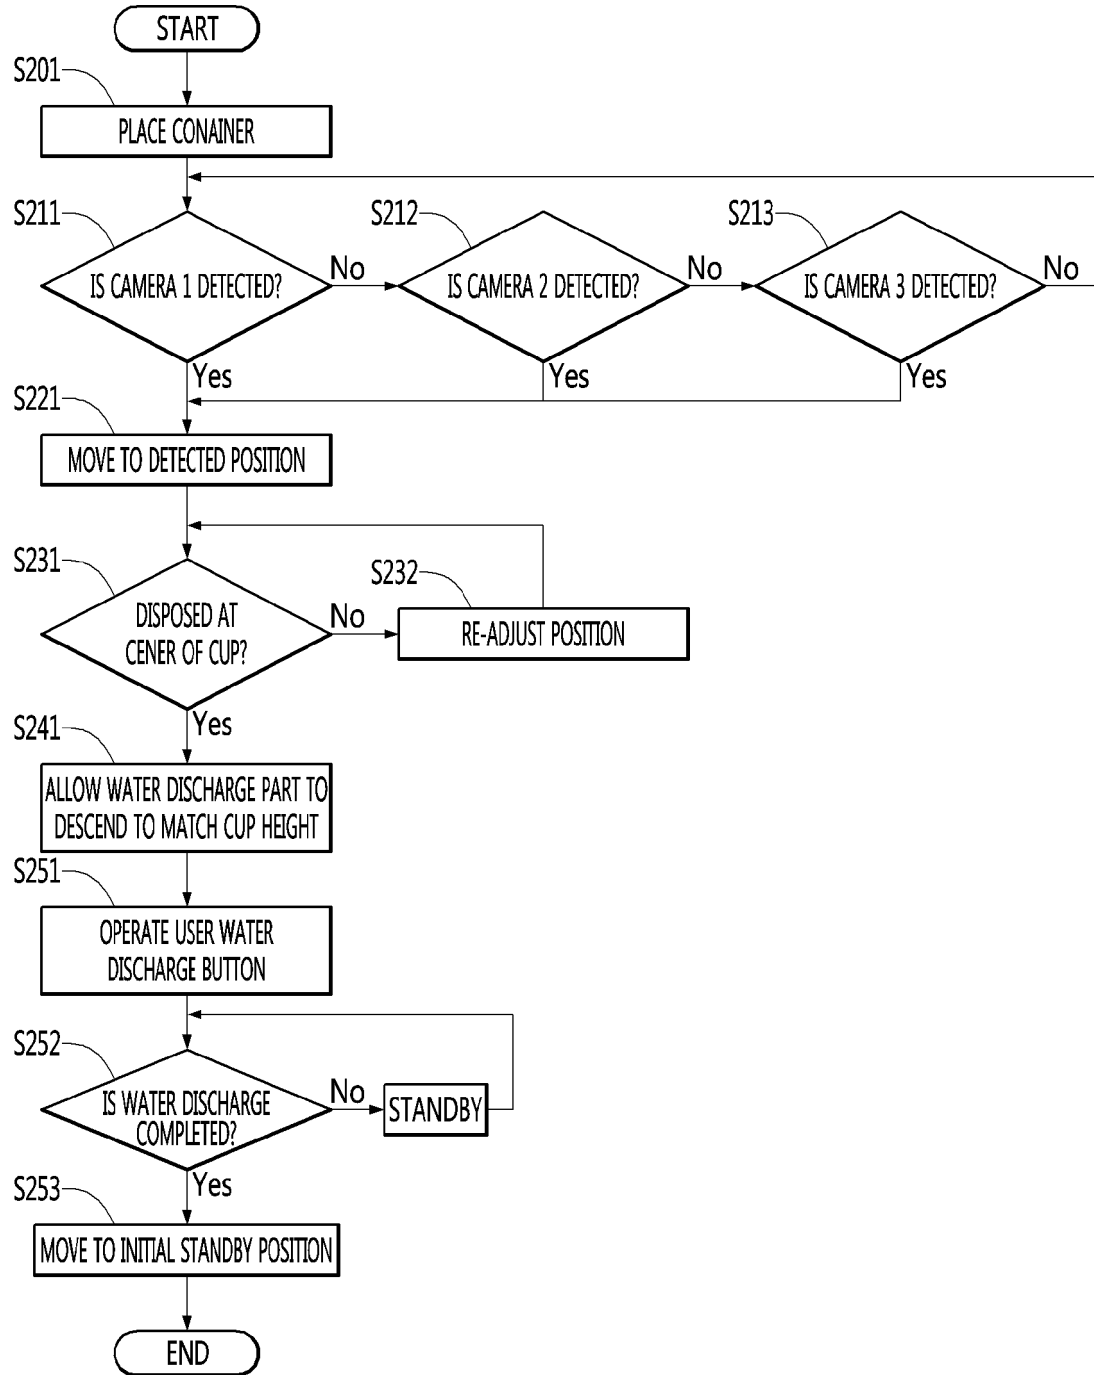 START
S201
PLACE CONAINER
S211
S212
S213
IS CAMERA 1 DETECTED?
No
IS CAMERA 2 DETECTED?
No
IS CAMERA 3 DETECTED?
No
Yes
Yes
Yes
S221
MOVE TO DETECTED POSITION
S231
DISPOSED AT
CENER OF CUP?
No
S232
RE-ADJUST POSITION
Yes
S241
ALLOW WATER DISCHARGE PART TO
DESCEND TO MATCH CUP HEIGHT
S251
OPERATE USER WATER
DISCHARGE BUTTON
S252
IS WATER DISCHARGE
COMPLETED?
No
STANDBY
Yes
S253
MOVE TO INITIAL STANDBY POSITION
END